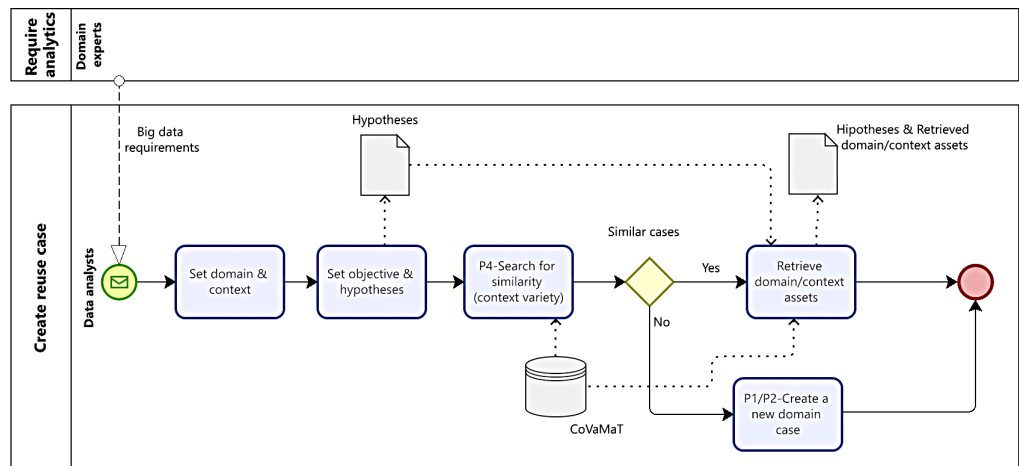 Require
analytics
Domain
experts
Big data
requirements
Hypotheses
Hipotheses & Retrieved
domain/context assets
Create reuse case
Data analysts
Set domain &
context
Set objective &
hypotheses
P4-Search for
similarity
(context variety)
Similar cases
Yes
No
Retrieve
domain/context
assets
CoVaMaT
P1/P2-Create a
new domain
case